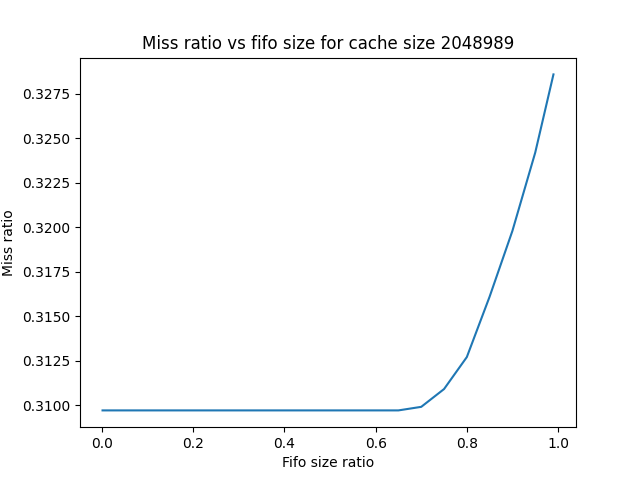 Miss ratio vs fifo size for cache size 2048989
0.3275
0.3250
0.3225
0.3200
0.3175
0.3150
0.3125
0.3100
Miss ratio
0.0 0.2 0.4 0.6 0.8 1.0
Fifo size ratio